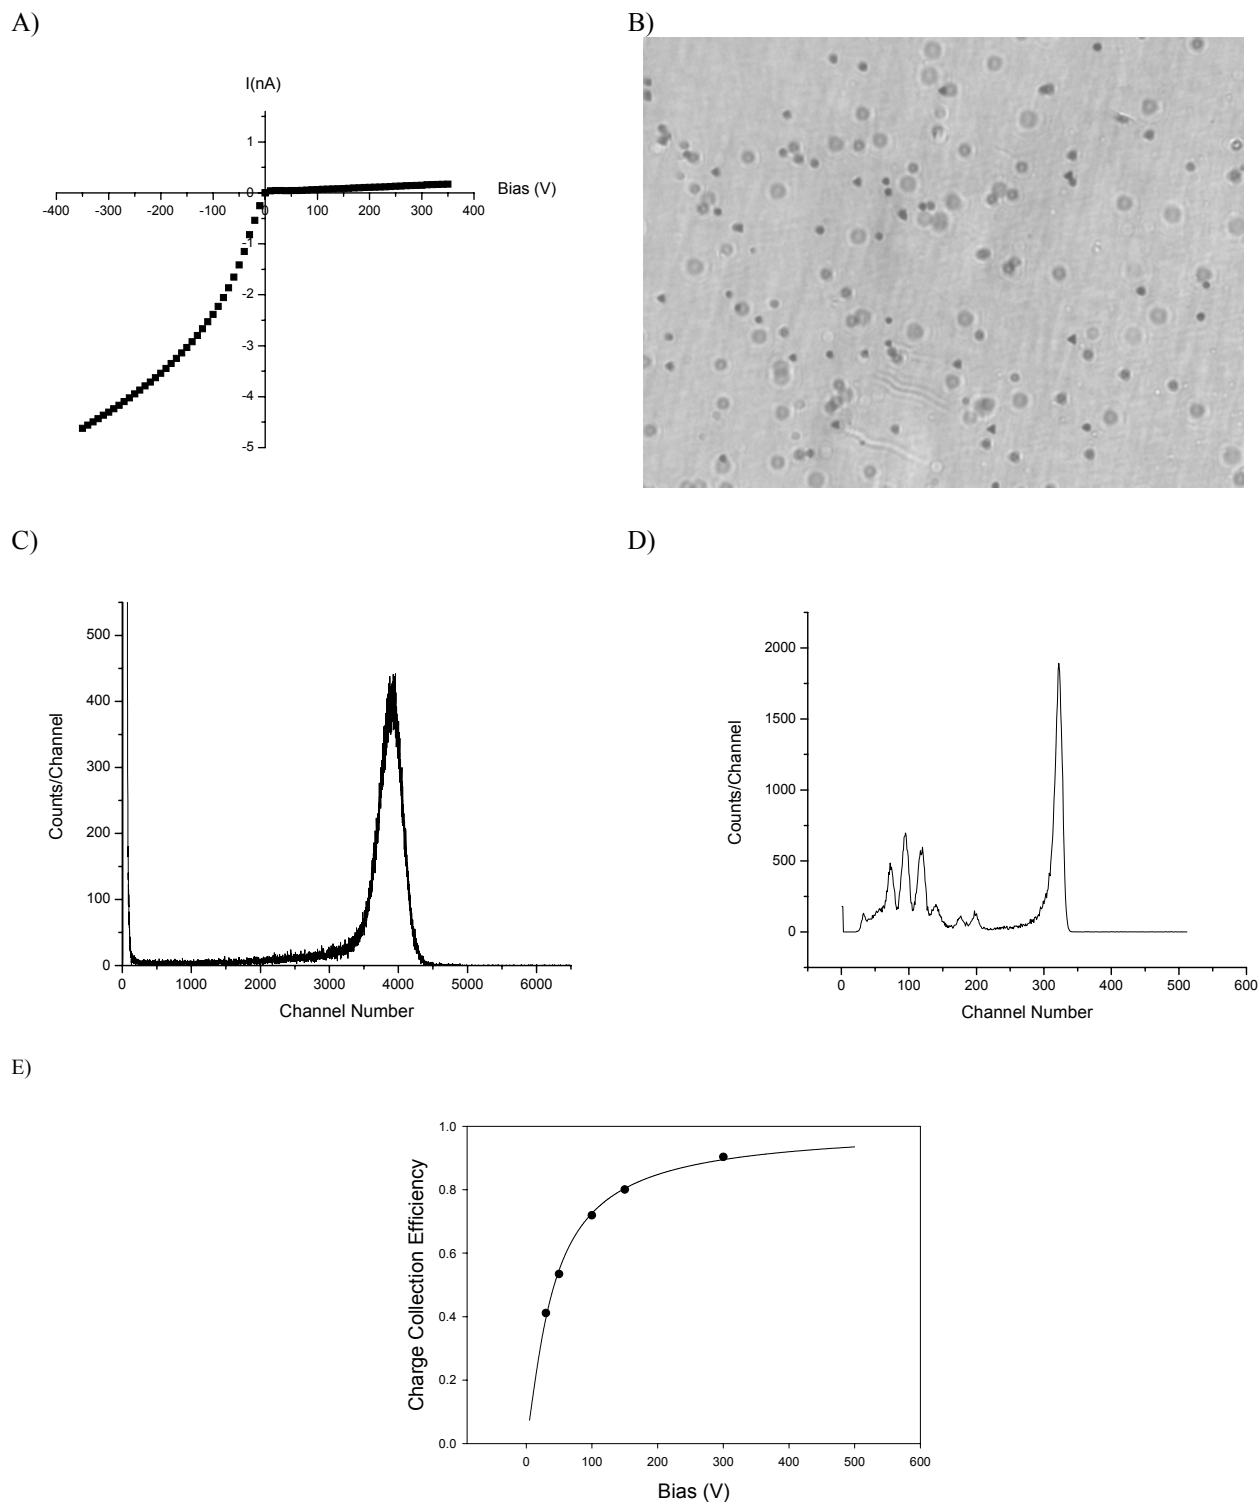 A)
B)
I(nA)
1
0
Bias (V)
-400 -300 -200 -100 0 100 200 300 400
-1
-2
-3
-4
-5
C)
D)
500
400
300
200
100
0
0 1000 2000 3000 4000 5000 6000
Counts/Channel
Channel Number
2000
1500
1000
500
0
0 100 200 300 400 500 600
Counts/Channel
Channel Number
E)
1.0
0.8
0.6
0.4
0.2
0.0
0 100 200 300 400 500 600
Charge Collection Efficiency
Bias (V)